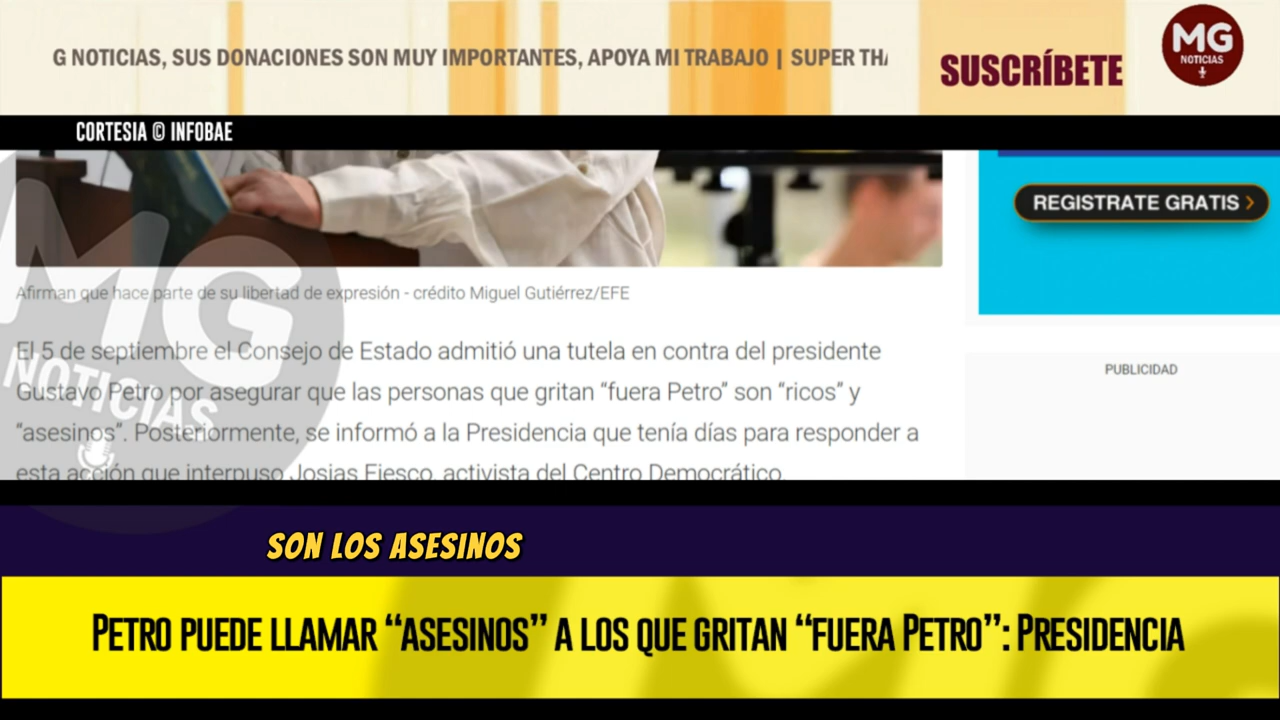 G NOTICIAS, SUS DONACIONES SON MUY IMPORTANTES, APOYA MI TRABAJO | SUPER
SUSCRÍBETE
MG
NOTICIAS
CORTESIA © INFOBAE
REGISTRATE GRATIS >
Afirman que hace parte de su libertad de expresión - crédito Miguel Gutiérrez/EFE
El 5 de septiembre el Consejo de Estado admitió una tutela en contra del presidente
Gustavo Petro por asegurar que las personas que gritan “fuera Petro” son “ricos” y
“asesinos”. Posteriormente, se informó a la Presidencia que tenía días para responder a
esta acción que interpuso Josias Fiesco, activista del Centro Democrático.
PUBLICIDAD
MG
NOTICIAS
SON LOS ASESINOS
PETRO PUEDE LLAMAR “ASESINOS” A LOS QUE GRITAN “FUERA PETRO”: PRESIDENCIA